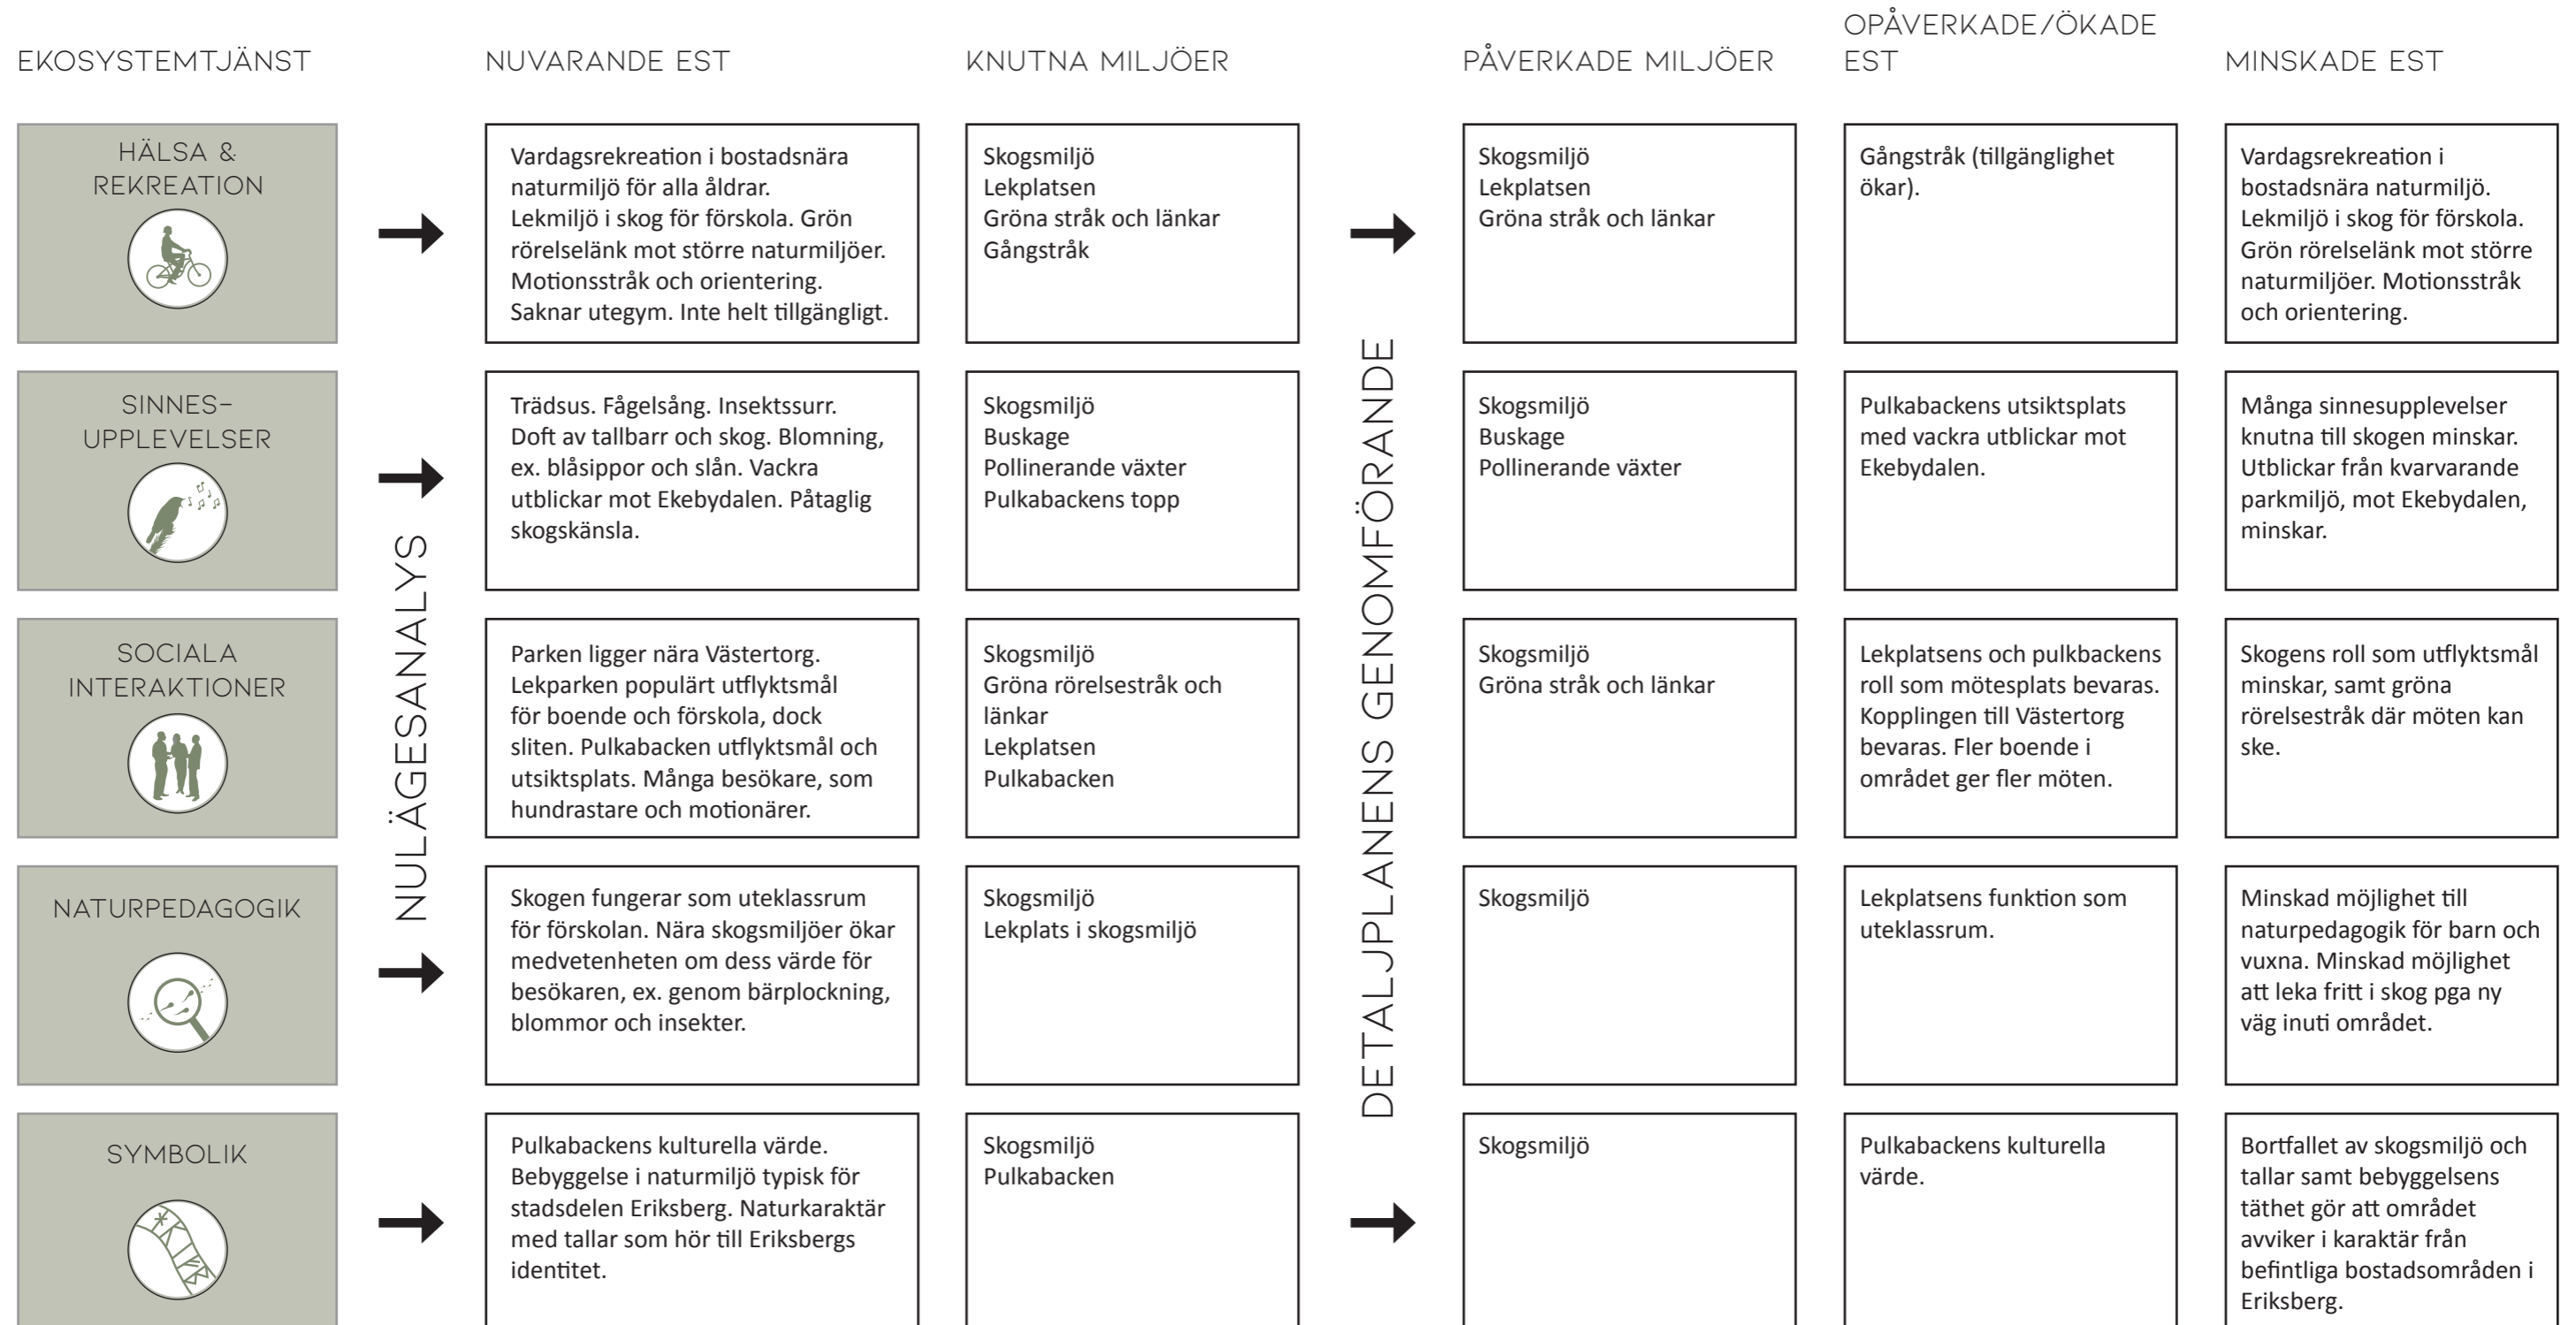 EKOSYSTEMTJÄNST
NUVARANDE EST
KNUTNA MILJÖER
PÅVERKADE MILJÖER
OPÅVERKADE/ÖKADE
EST
MINSKADE EST
HÄLSA &
REKREATION
Vardagsrekreation i bostadsnära
naturmiljö för alla åldrar.
Lekmiljö i skog för förskola. Grön
rörelselänk mot större naturmiljöer.
Motionsstråk och orientering.
Saknar utegym. Inte helt tillgängligt.
Skogsmiljö
Lekplatsen
Gröna stråk och länkar
Gångstråk
Skogsmiljö
Lekplatsen
Gröna stråk och länkar
Gångstråk (tillgänglighet
ökar).
Vardagsrekreation i
bostadsnära naturmiljö.
Lekmiljö i skog för förskola.
Grön rörelselänk mot större
naturmiljöer. Motionsstråk
och orientering.
SINNES-
UPPLEVELSER
Trädsus. Fågelsång. Insektssurr.
Doft av tallbarr och skog. Blomning,
ex. blåsippor och slån. Vackra
utblickar mot Ekebydalen. Påtaglig
skogskänsla.
Skogsmiljö
Buskage
Pollinerande växter
Pulkabackens topp
Skogsmiljö
Buskage
Pollinerande växter
Pulkabackens utsiktsplats
med vackra utblickar mot
Ekebydalen.
Många sinnesupplevelser
knutna till skogen minskar.
Utblickar från kvarvarande
parkmiljö, mot Ekebydalen,
minskar.
NULÄGESANALYS
DETALJPLANENS GENOMFÖRANDE
SOCIALA
INTERAKTIONER
Parken ligger nära Västertorg.
Lekparken populärt utflyktsmål
för boende och förskola, dock
sliten. Pulkabacken utflyktsmål och
utsiktsplats. Många besökare, som
hundrastare och motionärer.
Skogsmiljö
Gröna rörelsestråk och
länkar
Lekplatsen
Pulkabacken
Skogsmiljö
Gröna stråk och länkar
Lekplatsens och pulkbackens
roll som mötesplats bevaras.
Kopplingen till Västertorg
bevaras. Fler boende i
området ger fler möten.
Skogens roll som utflyktsmål
minskar, samt gröna
rörelsestråk där möten kan
ske.
NATURPEDAGOGIK
Skogen fungerar som uteklassrum
för förskolan. Nära skogsmiljöer ökar
medvetenheten om dess värde för
besökaren, ex. genom bärplockning,
blommor och insekter.
Skogsmiljö
Lekplats i skogsmiljö
Skogsmiljö
Lekplatsens funktion som
uteklassrum.
Minskad möjlighet till
naturpedagogik för barn och
vuxna. Minskad möjlighet
att leka fritt i skog pga ny
väg inuti området.
SYMBOLIK
Pulkabackens kulturella värde.
Bebyggelse i naturmiljö typisk för
stadsdelen Eriksberg. Naturkaraktär
med tallar som hör till Eriksbergs
identitet.
Skogsmiljö
Pulkabacken
Skogsmiljö
Pulkabackens kulturella
värde.
Bortfallet av skogsmiljö och
tallar samt bebyggelsens
täthet gör att området
avviker i karaktär från
befintliga bostadsområden i
Eriksberg.